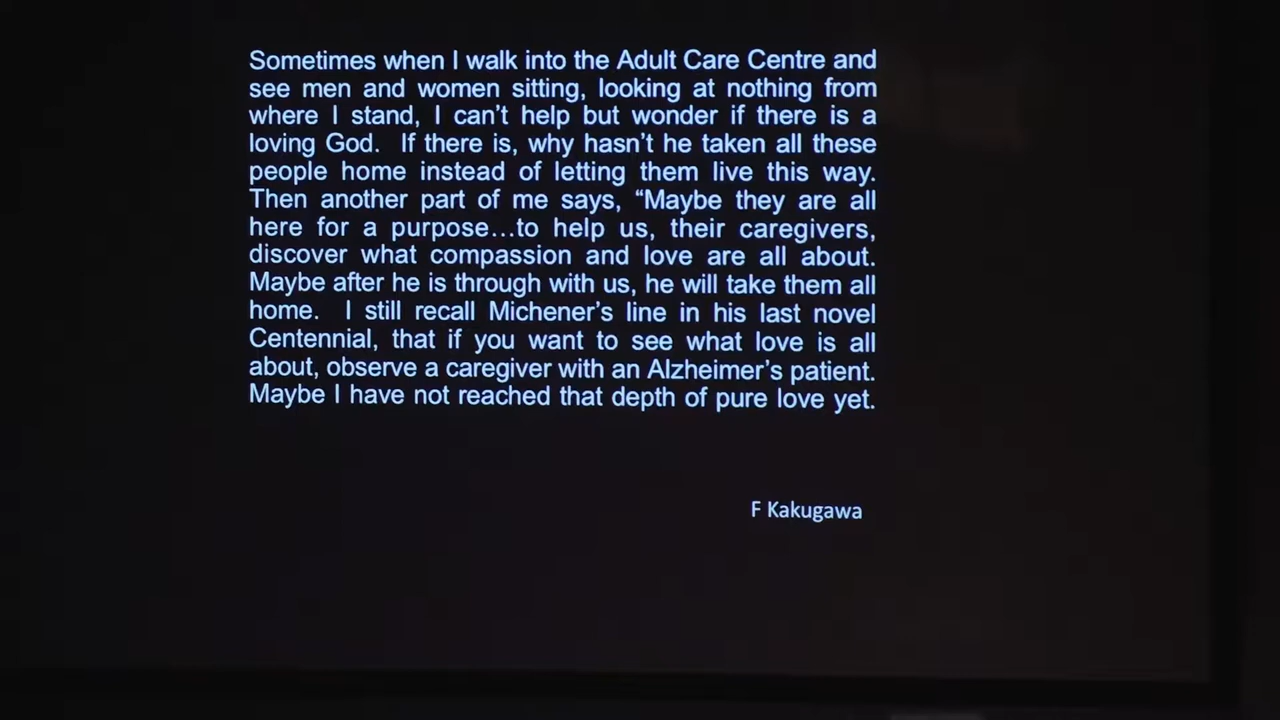 Sometimes when I walk into the Adult Care Centre and
see men and women sitting, looking at nothing from
where I stand, I can't help but wonder if there is a
loving God.  If there is, why hasn't he taken all these
people home instead of letting them live this way.
Then another part of me says, “Maybe they are all
here for a purpose...to help us, their caregivers,
discover what compassion and love are all about.
Maybe after he is through with us, he will take them all
home.  I still recall Michener's line in his last novel
Centennial, that if you want to see what love is all
about, observe a caregiver with an Alzheimer's patient.
Maybe I have not reached that depth of pure love yet.
F Kakugawa